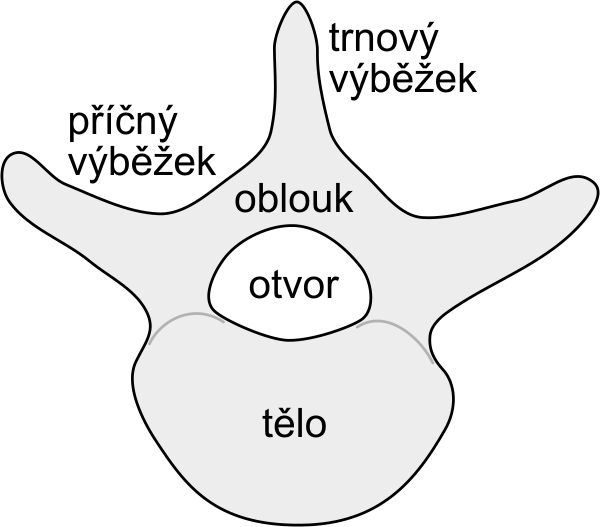 trnový
výběžek
příčný
výběžek
oblouk
otvor
tělo